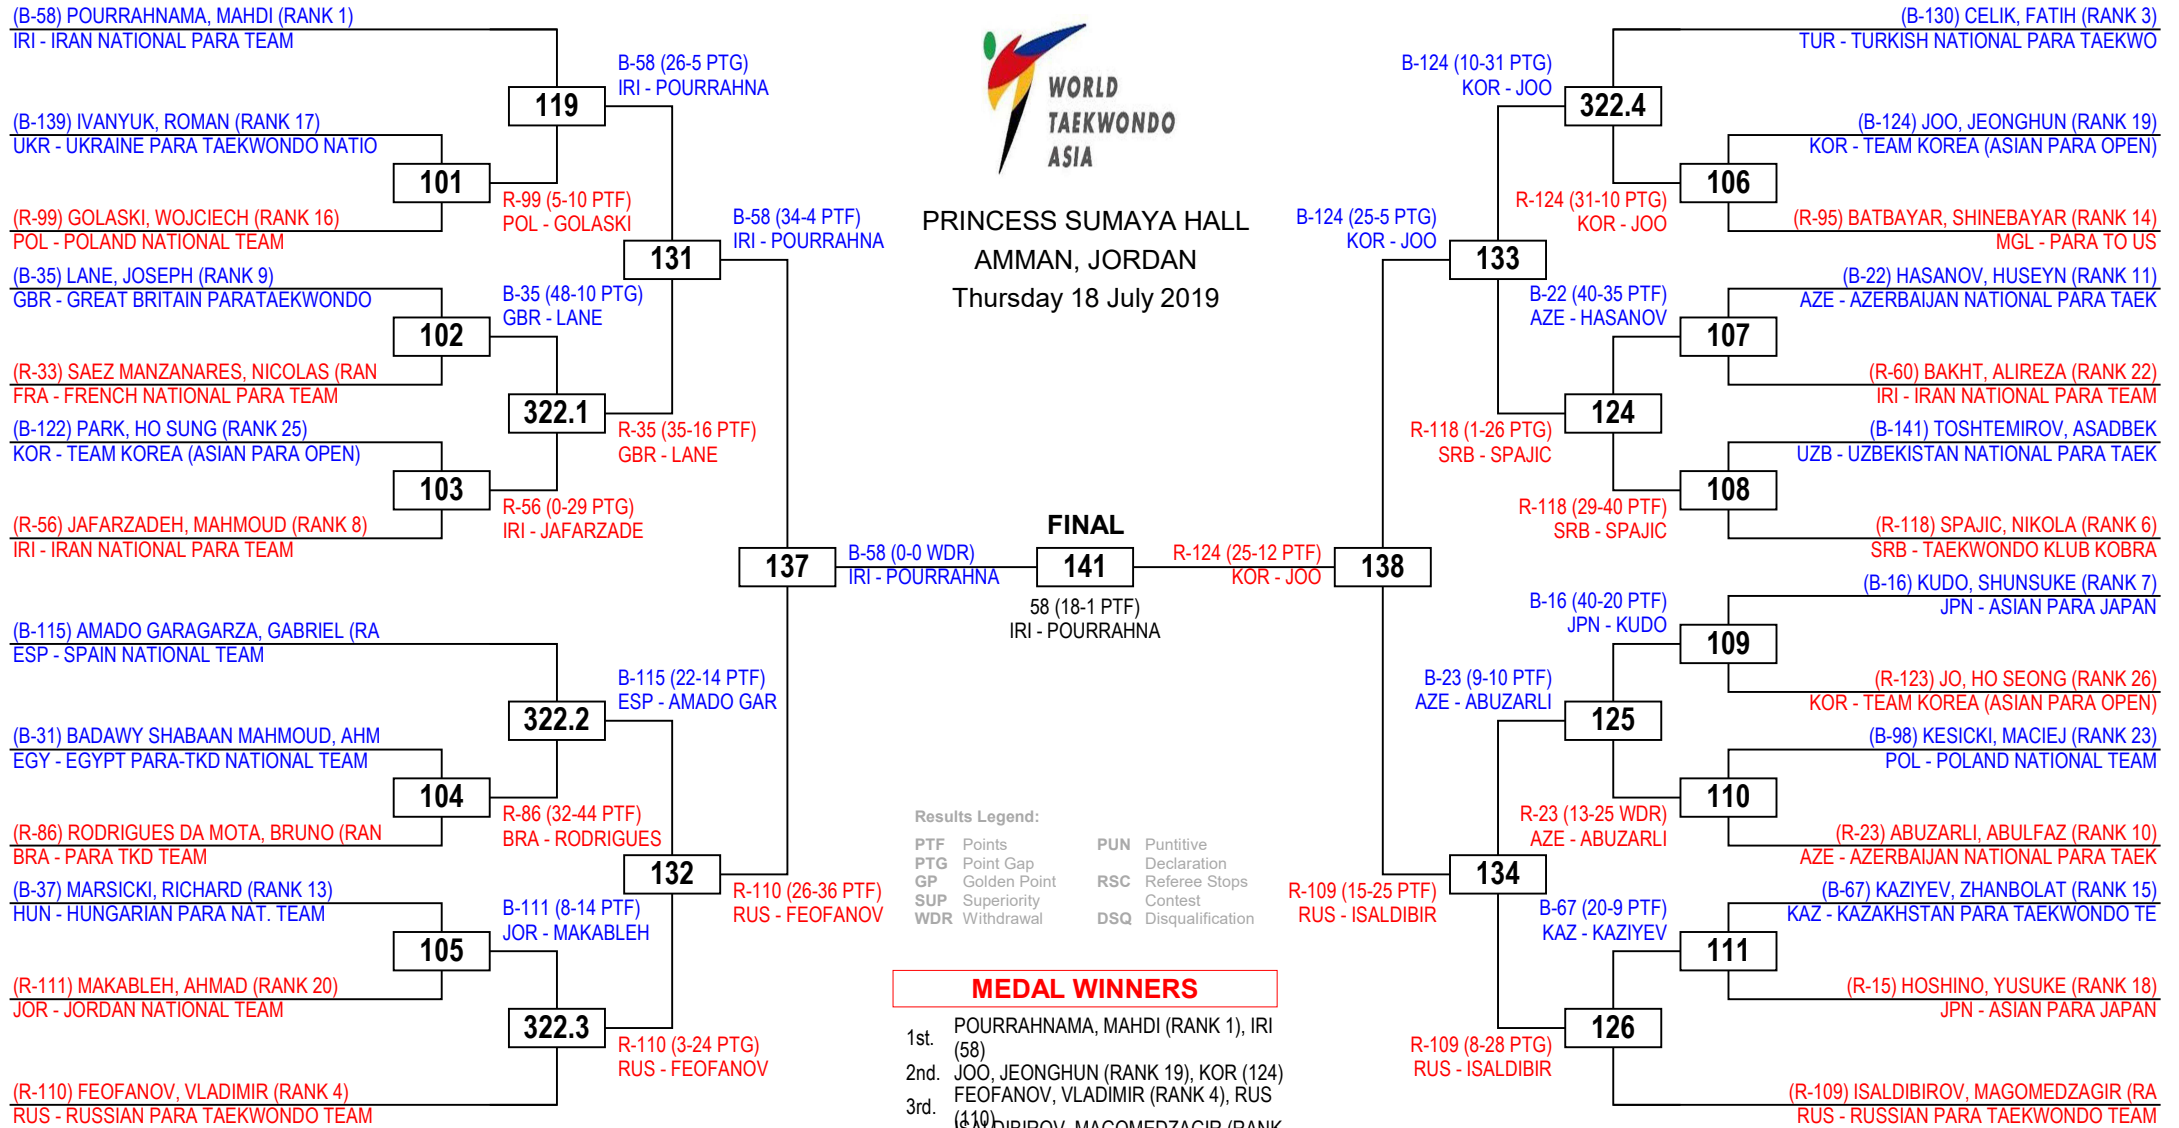 (B-58) POURRAHNAMA, MAHDI (RANK 1)
IRI - IRAN NATIONAL PARA TEAM
B-58 (26-5 PTG)
IRI - POURRAHNA
119
(B-139) IVANYUK, ROMAN (RANK 17)
UKR - UKRAINE PARA TAEKWONDO NATIO
101
R-99 (5-10 PTF)
POL - GOLASKI
(R-99) GOLASKI, WOJCIECH (RANK 16)
POL - POLAND NATIONAL TEAM
B-58 (34-4 PTF)
IRI - POURRAHNA
131
(B-35) LANE, JOSEPH (RANK 9)
GBR - GREAT BRITAIN PARATAEKWONDO
B-35 (48-10 PTG)
GBR - LANE
102
(R-33) SAEZ MANZANARES, NICOLAS (RAN
FRA - FRENCH NATIONAL PARA TEAM
322.1
R-35 (35-16 PTF)
GBR - LANE
(B-122) PARK, HO SUNG (RANK 25)
KOR - TEAM KOREA (ASIAN PARA OPEN)
103
R-56 (0-29 PTG)
IRI - JAFARZADE
(R-56) JAFARZADEH, MAHMOUD (RANK 8)
IRI - IRAN NATIONAL PARA TEAM
137
B-58 (0-0 WDR)
IRI - POURRAHNA
(B-115) AMADO GARAGARZA, GABRIEL (RA
ESP - SPAIN NATIONAL TEAM
B-115 (22-14 PTF)
ESP - AMADO GAR
322.2
(B-31) BADAWY SHABAAN MAHMOUD, AHM
EGY - EGYPT PARA-TKD NATIONAL TEAM
104
R-86 (32-44 PTF)
BRA - RODRIGUES
(R-86) RODRIGUES DA MOTA, BRUNO (RAN
BRA - PARA TKD TEAM
132
R-110 (26-36 PTF)
RUS - FEOFANOV
(B-37) MARSICKI, RICHARD (RANK 13)
HUN - HUNGARIAN PARA NAT. TEAM
B-111 (8-14 PTF)
JOR - MAKABLEH
105
(R-111) MAKABLEH, AHMAD (RANK 20)
JOR - JORDAN NATIONAL TEAM
322.3
R-110 (3-24 PTG)
RUS - FEOFANOV
(R-110) FEOFANOV, VLADIMIR (RANK 4)
RUS - RUSSIAN PARA TAEKWONDO TEAM
WORLD
TAEKWONDO
ASIA
PRINCESS SUMAYA HALL
AMMAN, JORDAN
Thursday 18 July 2019
FINAL
141
58 (18-1 PTF)
IRI - POURRAHNA
Results Legend:
PTF Points PUN Puntitive
PTG Point Gap Declaration
GP Golden Point RSC Referee Stops
SUP Superiority Contest
WDR Withdrawal DSQ Disqualification
MEDAL WINNERS
1st. POURRAHNAMA, MAHDI (RANK 1), IRI
(58)
2nd. JOO, JEONGHUN (RANK 19), KOR (124)
3rd. FEOFANOV, VLADIMIR (RANK 4), RUS
(110)
ISALDIBIROV, MAGOMEDZAGIR (RANK
(B-130) CELIK, FATIH (RANK 3)
TUR - TURKISH NATIONAL PARA TAEKWO
B-124 (10-31 PTG)
KOR - JOO
322.4
(B-124) JOO, JEONGHUN (RANK 19)
KOR - TEAM KOREA (ASIAN PARA OPEN)
106
R-124 (31-10 PTG)
KOR - JOO
(R-95) BATBAYAR, SHINEBAYAR (RANK 14)
MGL - PARA TO US
B-124 (25-5 PTG)
KOR - JOO
133
(B-22) HASANOV, HUSEYN (RANK 11)
AZE - AZERBAIJAN NATIONAL PARA TAEK
B-22 (40-35 PTF)
AZE - HASANOV
107
(R-60) BAKHT, ALIREZA (RANK 22)
IRI - IRAN NATIONAL PARA TEAM
124
R-118 (1-26 PTG)
SRB - SPAJIC
(B-141) TOSHTEMIROV, ASADBEK
UZB - UZBEKISTAN NATIONAL PARA TAEK
108
R-118 (29-40 PTF)
SRB - SPAJIC
(R-118) SPAJIC, NIKOLA (RANK 6)
SRB - TAEKWONDO KLUB KOBRA
R-124 (25-12 PTF)
KOR - JOO
138
(B-16) KUDO, SHUNSUKE (RANK 7)
JPN - ASIAN PARA JAPAN
B-16 (40-20 PTF)
JPN - KUDO
109
(R-123) JO, HO SEONG (RANK 26)
KOR - TEAM KOREA (ASIAN PARA OPEN)
B-23 (9-10 PTF)
AZE - ABUZARLI
125
(B-98) KESICKI, MACIEJ (RANK 23)
POL - POLAND NATIONAL TEAM
110
R-23 (13-25 WDR)
AZE - ABUZARLI
(R-23) ABUZARLI, ABULFAZ (RANK 10)
AZE - AZERBAIJAN NATIONAL PARA TAEK
134
R-109 (15-25 PTF)
RUS - ISALDIBIR
(B-67) KAZIYEV, ZHANBOLAT (RANK 15)
KAZ - KAZAKHSTAN PARA TAEKWONDO TE
B-67 (20-9 PTF)
KAZ - KAZIYEV
111
(R-15) HOSHINO, YUSUKE (RANK 18)
JPN - ASIAN PARA JAPAN
126
R-109 (8-28 PTG)
RUS - ISALDIBIR
(R-109) ISALDIBIROV, MAGOMEDZAGIR (RA
RUS - RUSSIAN PARA TAEKWONDO TEAM